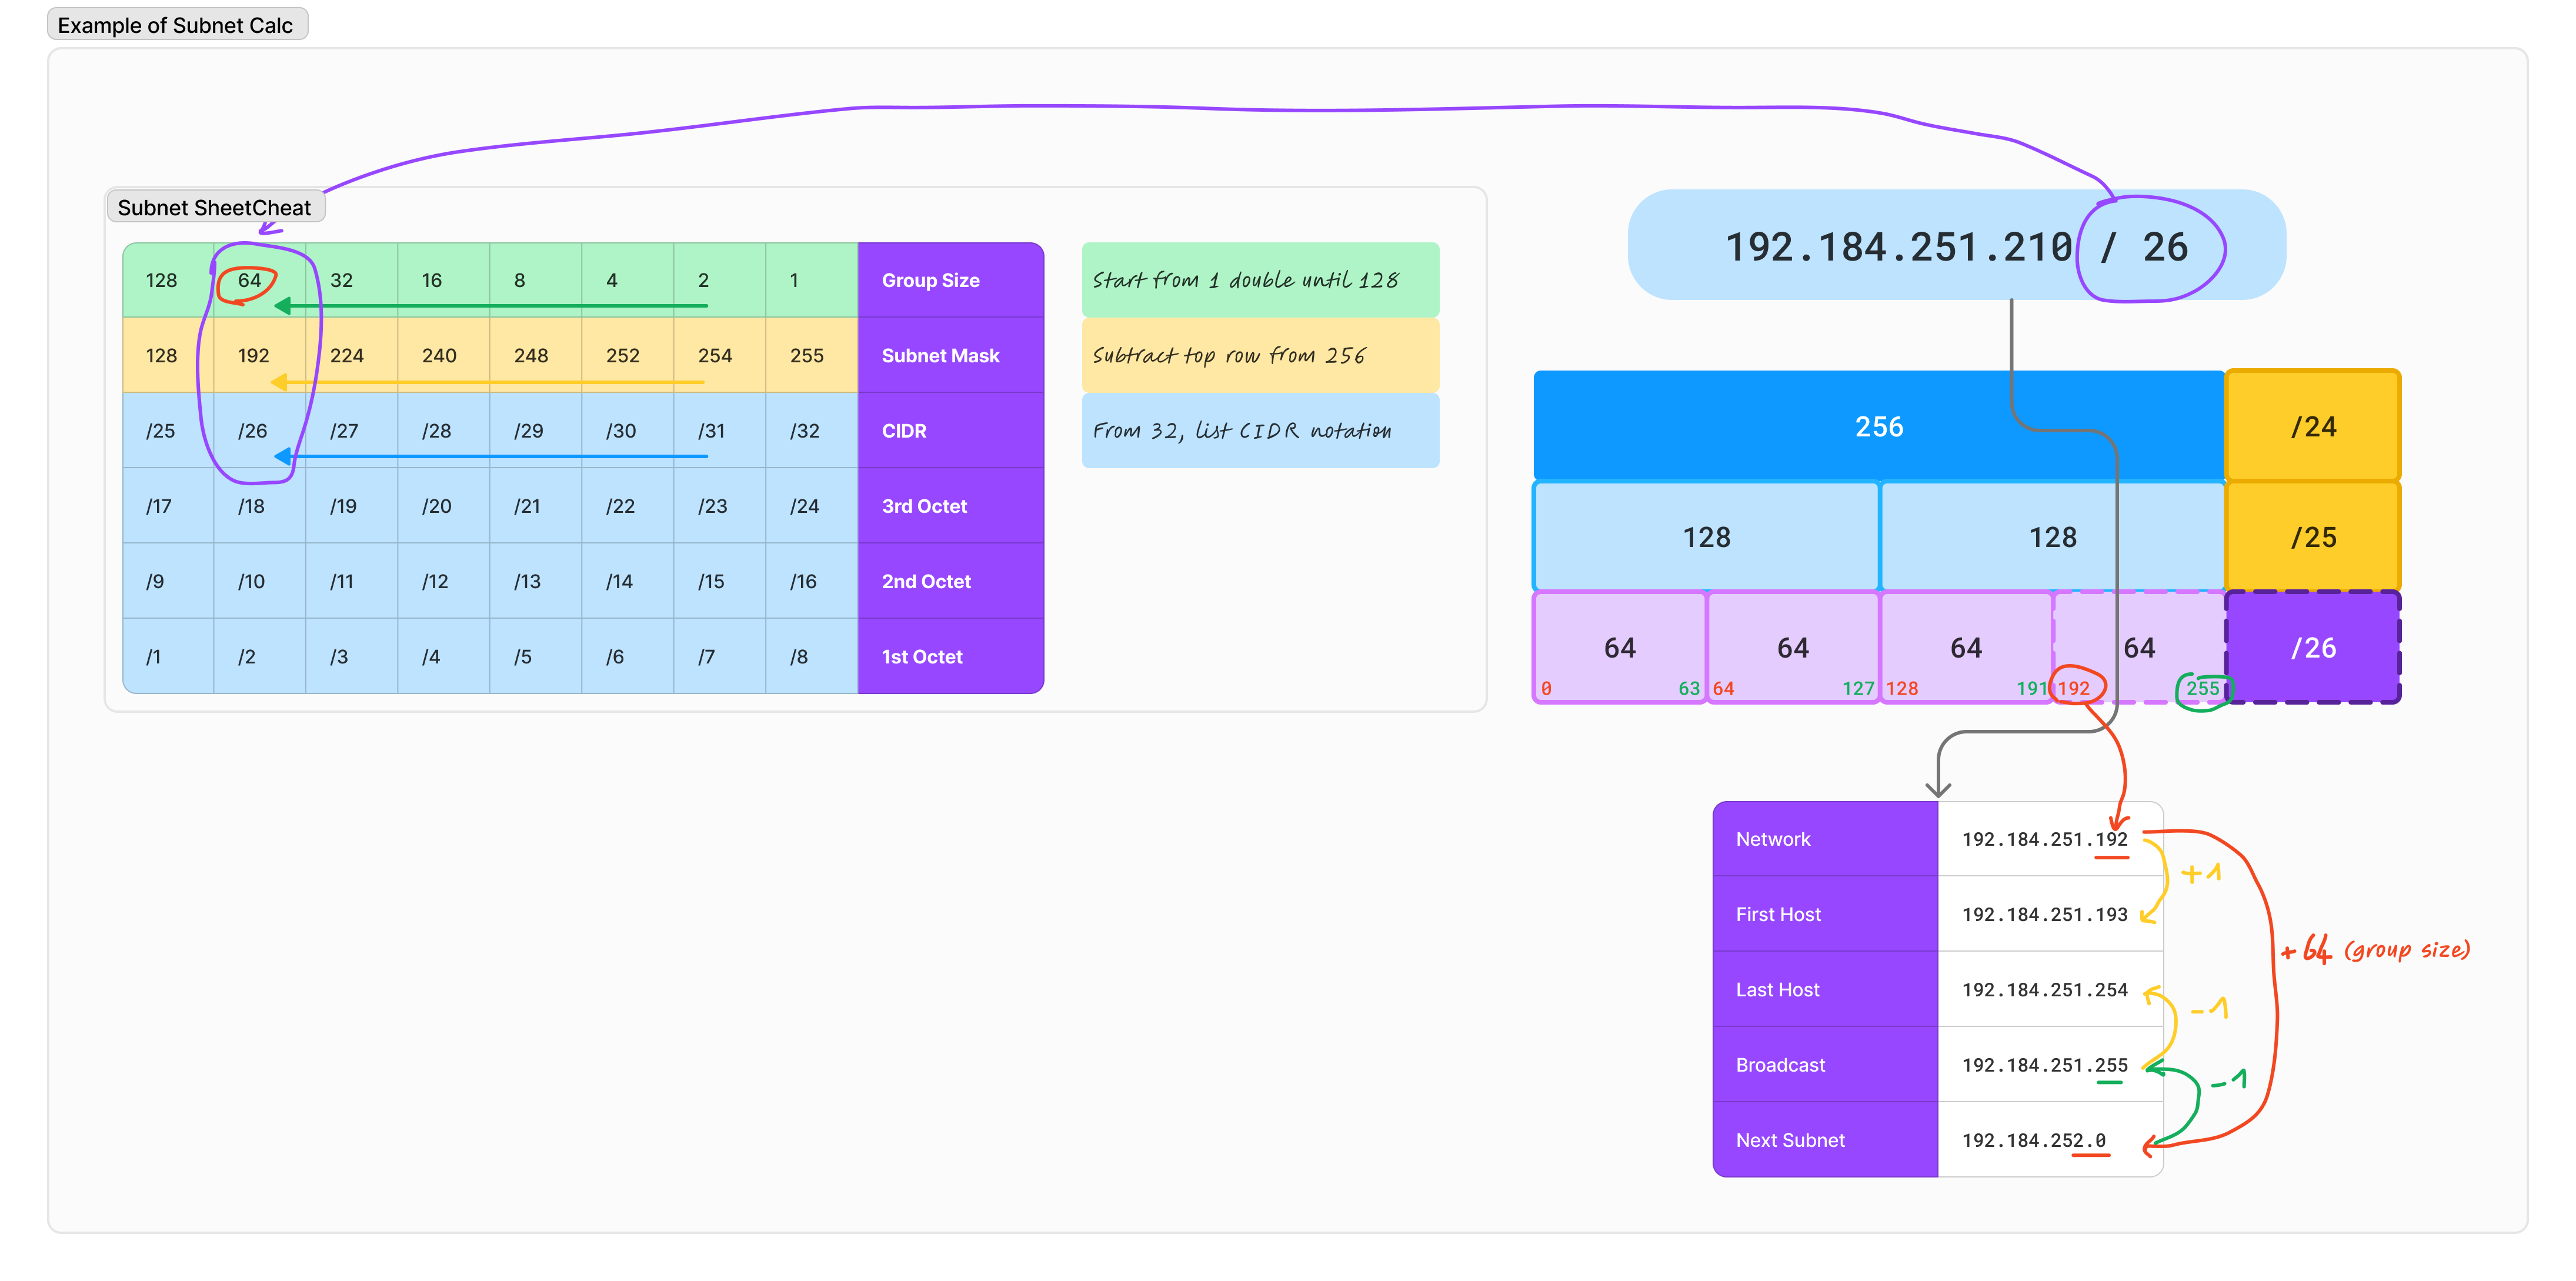 Example of Subnet Calc
Subnet SheetCheat
128 64 32 16 8 4 2 1 Group Size
128 192 224 240 248 252 254 255 Subnet Mask
/25 /26 /27 /28 /29 /30 /31 /32 CIDR
/17 /18 /19 /20 /21 /22 /23 /24 3rd Octet
/9 /10 /11 /12 /13 /14 /15 /16 2nd Octet
/1 /2 /3 /4 /5 /6 /7 /8 1st Octet
Start from 1 double until 128
Subtract top row from 256
From 32, list CIDR notation
192.184.251.210 / 26
256 /24
128 128 /25
64 64 64 64 /26
0 63 64 127 128 191 192 255
Network 192.184.251.192
+1
First Host 192.184.251.193
+64 (group size)
Last Host 192.184.251.254
-1
Broadcast 192.184.251.255
-1
Next Subnet 192.184.252.0